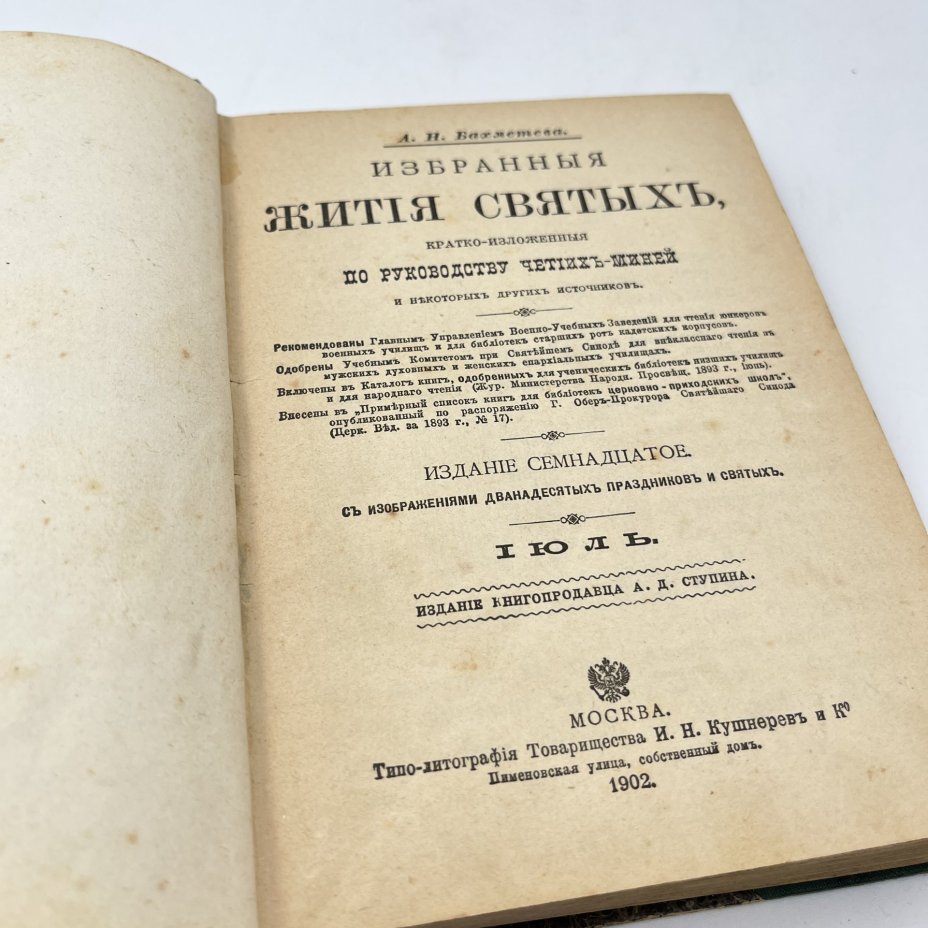 А. Н. Бахметева.
ИЗБРАННЫЯ
ЖИТІЯ СВЯТЫХЪ,
КРАТКО-ИЗЛОЖЕННЫЯ
ПО РУКОВОДСТВУ ЧЕТІИХЪ-МИНЕЙ
И НѢКОТОРЫХЪ ДРУГИХЪ ИСТОЧНИКОВЪ.
Рекомендованы Главнымъ Управленіемъ Военно-Учебныхъ Заведеній для чтенія юнкеровъ
военныхъ училищъ и для библіотекъ старшихъ ротъ кадетскихъ корпусовъ.
Одобрены Учебнымъ Комитетомъ при Святѣйшемъ Синодѣ для внѣкласснаго чтенія въ
мужскихъ духовныхъ и женскихъ епархіальныхъ училищахъ.
Включены въ Каталогъ книгъ, одобренныхъ для ученическихъ библіотекъ низшихъ училищъ
и для народнаго чтенія (Жур. Министерства Народн. Просвѣщ. 1893 г., Іюнь).
Внесены въ „Примѣрный списокъ книгъ для библіотекъ церковно-приходскихъ школъ“,
опубликованный по распоряженію Г. Оберъ-Прокурора Святѣйшаго Синода
(Церк. Вѣд. за 1893 г., № 17).
ИЗДАНІЕ СЕМНАДЦАТОЕ.
СЪ ИЗОБРАЖЕНІЯМИ ДВАНАДЕСЯТЫХЪ ПРАЗДНИКОВЪ И СВЯТЫХЪ.
ІЮЛЬ.
ИЗДАНІЕ КНИГОПРОДАВЦА А. Д. СТУПИНА.
МОСКВА.
Типо-литографія Товарищества И. Н. Кушнеревъ и Ко
Пименовская улица, собственный домъ.
1902.